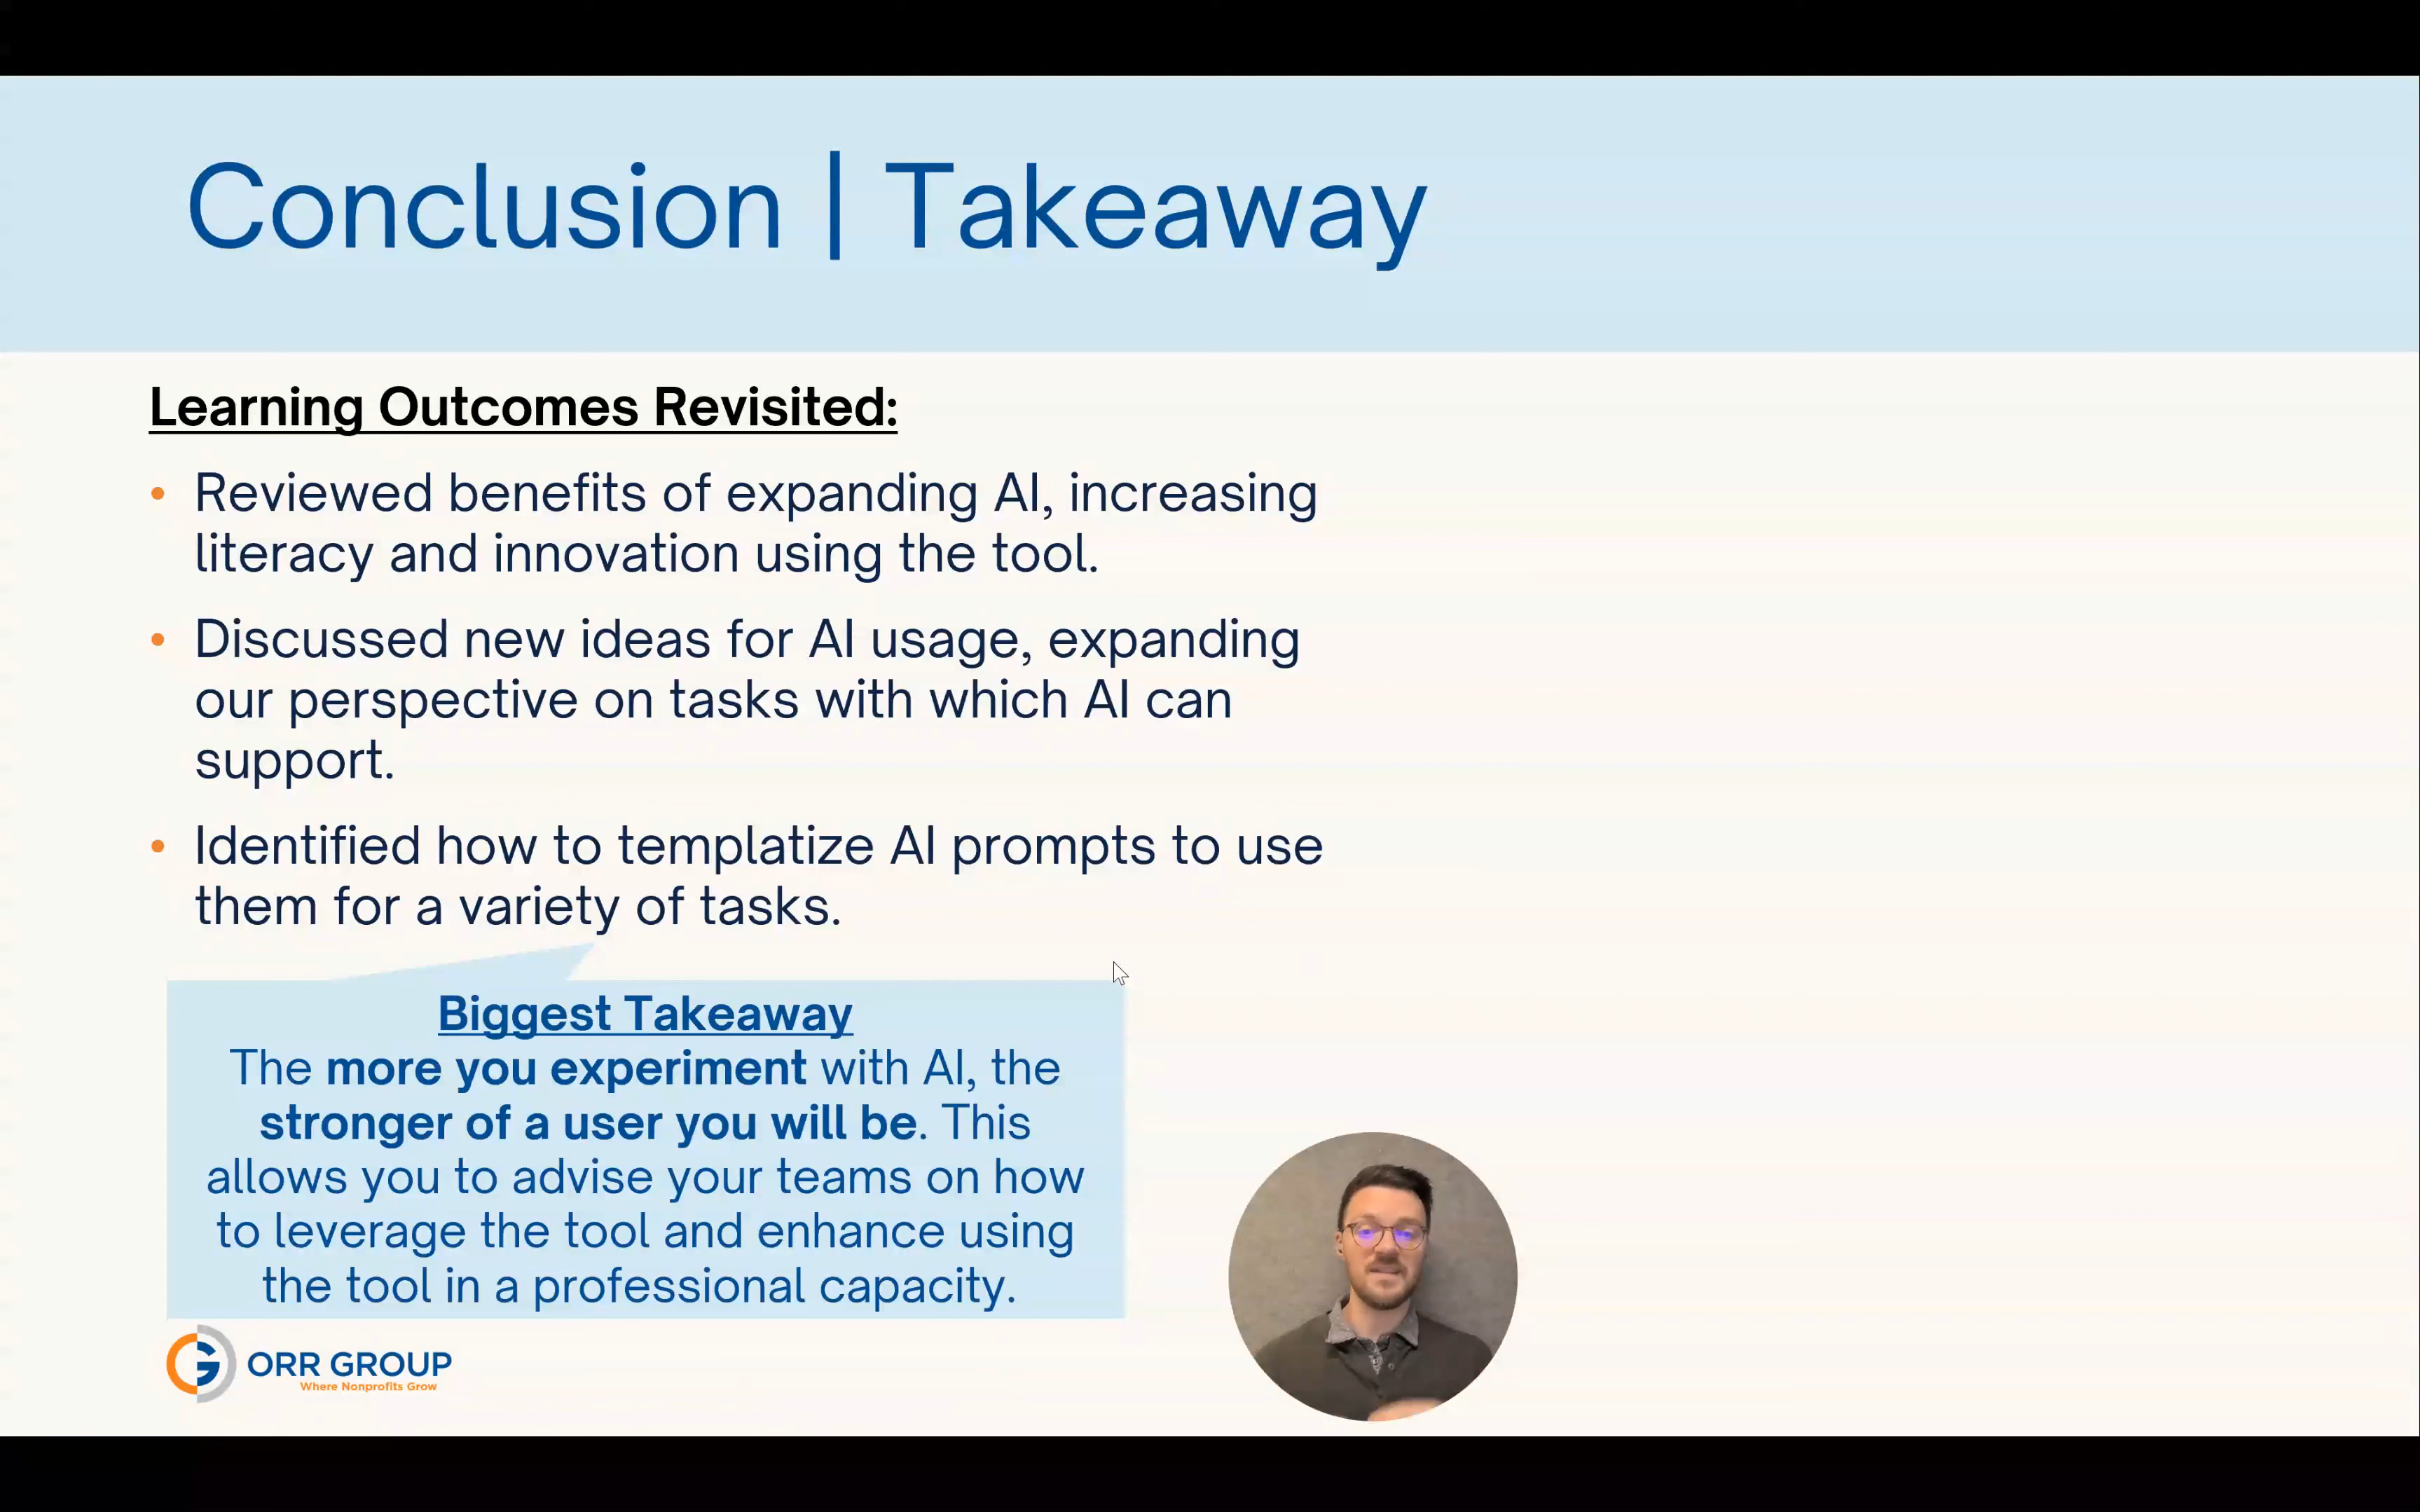 Conclusion | Takeaway
Learning Outcomes Revisited:
• Reviewed benefits of expanding AI, increasing
literacy and innovation using the tool.
• Discussed new ideas for AI usage, expanding
our perspective on tasks with which AI can
support.
• Identified how to templatize AI prompts to use
them for a variety of tasks.
Biggest Takeaway
The more you experiment with AI, the
stronger of a user you will be. This
allows you to advise your teams on how
to leverage the tool and enhance using
the tool in a professional capacity.
ORR GROUP
Where Nonprofits Grow